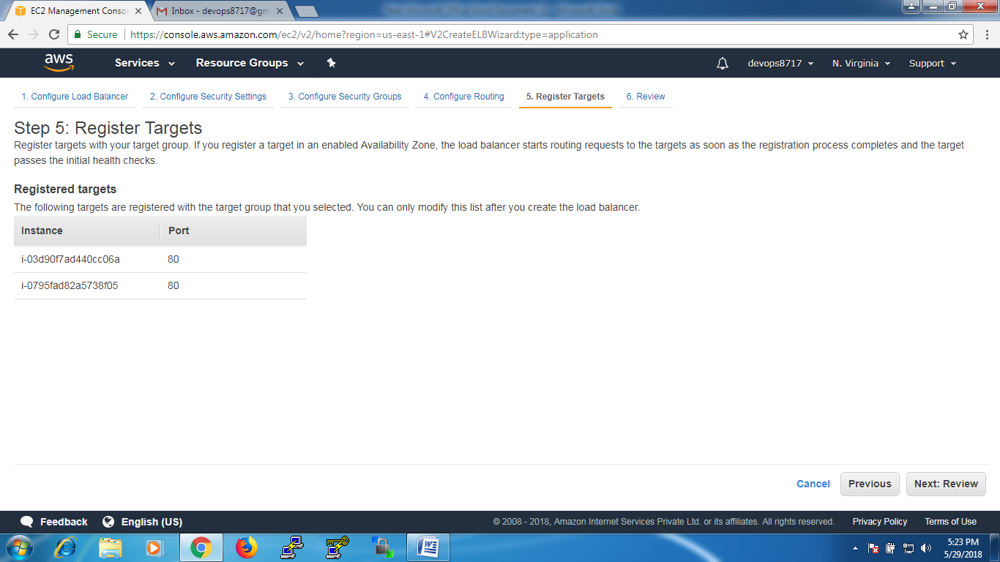 EC2 Management Consol
Inbox - devops8717@gm
Secure
https://console.aws.amazon.com/ec2/v2/home?region=us-east-1#V2CreateELBWizard:type=application
aws
Services
Resource Groups
devops8717
N. Virginia
Support
1. Configure Load Balancer
2. Configure Security Settings
3. Configure Security Groups
4. Configure Routing
5. Register Targets
6. Review
Step 5: Register Targets
Register targets with your target group. If you register a target in an enabled Availability Zone, the load balancer starts routing requests to the targets as soon as the registration process completes and the target
passes the initial health checks.
Registered targets
The following targets are registered with the target group that you selected. You can only modify this list after you create the load balancer.
Instance Port
i-03d90f7ad440cc06a 80
i-0795fad82a5738f05 80
Cancel
Previous
Next: Review
Feedback
English (US)
© 2008 - 2018, Amazon Internet Services Private Ltd. or its affiliates. All rights reserved.
Privacy Policy
Terms of Use
5:23 PM
5/29/2018